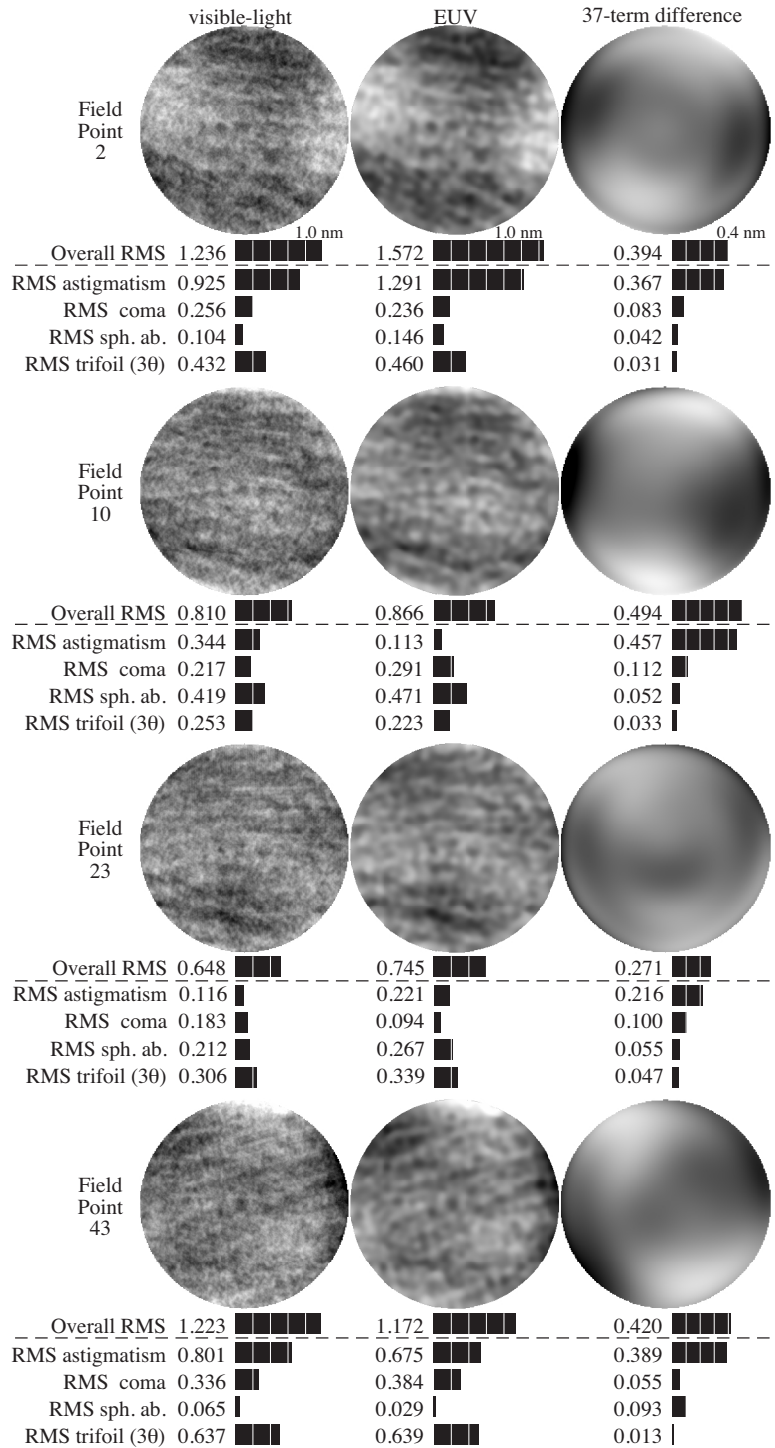 visible-light EUV 37-term difference
Field
Point
2
1.0 nm 1.0 nm 0.4 nm
Overall RMS 1.236 1.572 0.394
RMS astigmatism 0.925 1.291 0.367
RMS coma 0.256 0.236 0.083
RMS sph. ab. 0.104 0.146 0.042
RMS trifoil (3θ) 0.432 0.460 0.031
Field
Point
10
Overall RMS 0.810 0.866 0.494
RMS astigmatism 0.344 0.113 0.457
RMS coma 0.217 0.291 0.112
RMS sph. ab. 0.419 0.471 0.052
RMS trifoil (3θ) 0.253 0.223 0.033
Field
Point
23
Overall RMS 0.648 0.745 0.271
RMS astigmatism 0.116 0.221 0.216
RMS coma 0.183 0.094 0.100
RMS sph. ab. 0.212 0.267 0.055
RMS trifoil (3θ) 0.306 0.339 0.047
Field
Point
43
Overall RMS 1.223 1.172 0.420
RMS astigmatism 0.801 0.675 0.389
RMS coma 0.336 0.384 0.055
RMS sph. ab. 0.065 0.029 0.093
RMS trifoil (3θ) 0.637 0.639 0.013